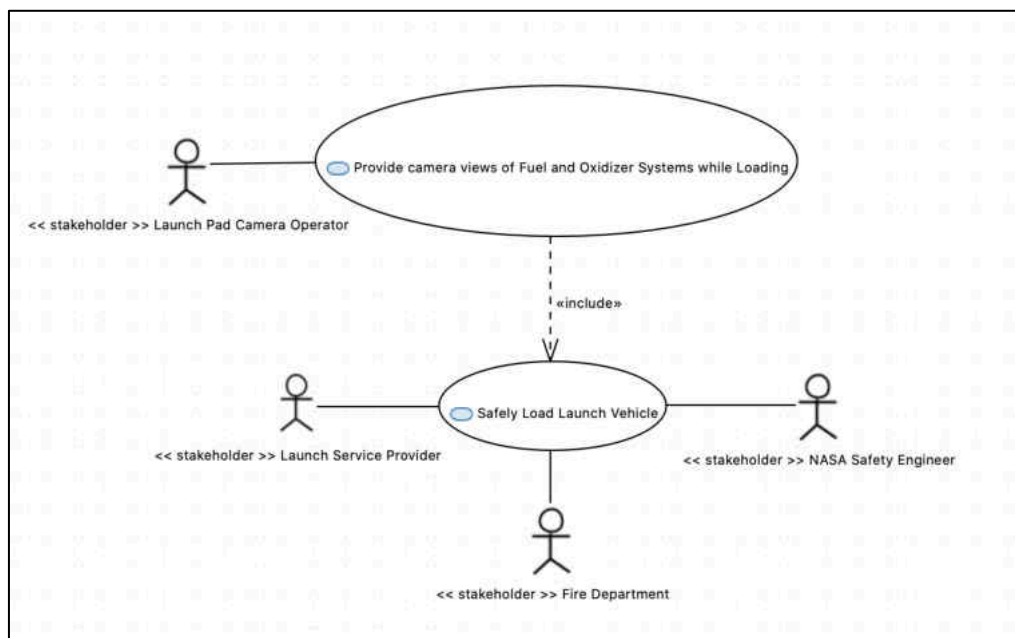 Provide camera views of Fuel and Oxidizer Systems while Loading
<< stakeholder >> Launch Pad Camera Operator
«include»
Safely Load Launch Vehicle
<< stakeholder >> Launch Service Provider
<< stakeholder >> NASA Safety Engineer
<< stakeholder >> Fire Department